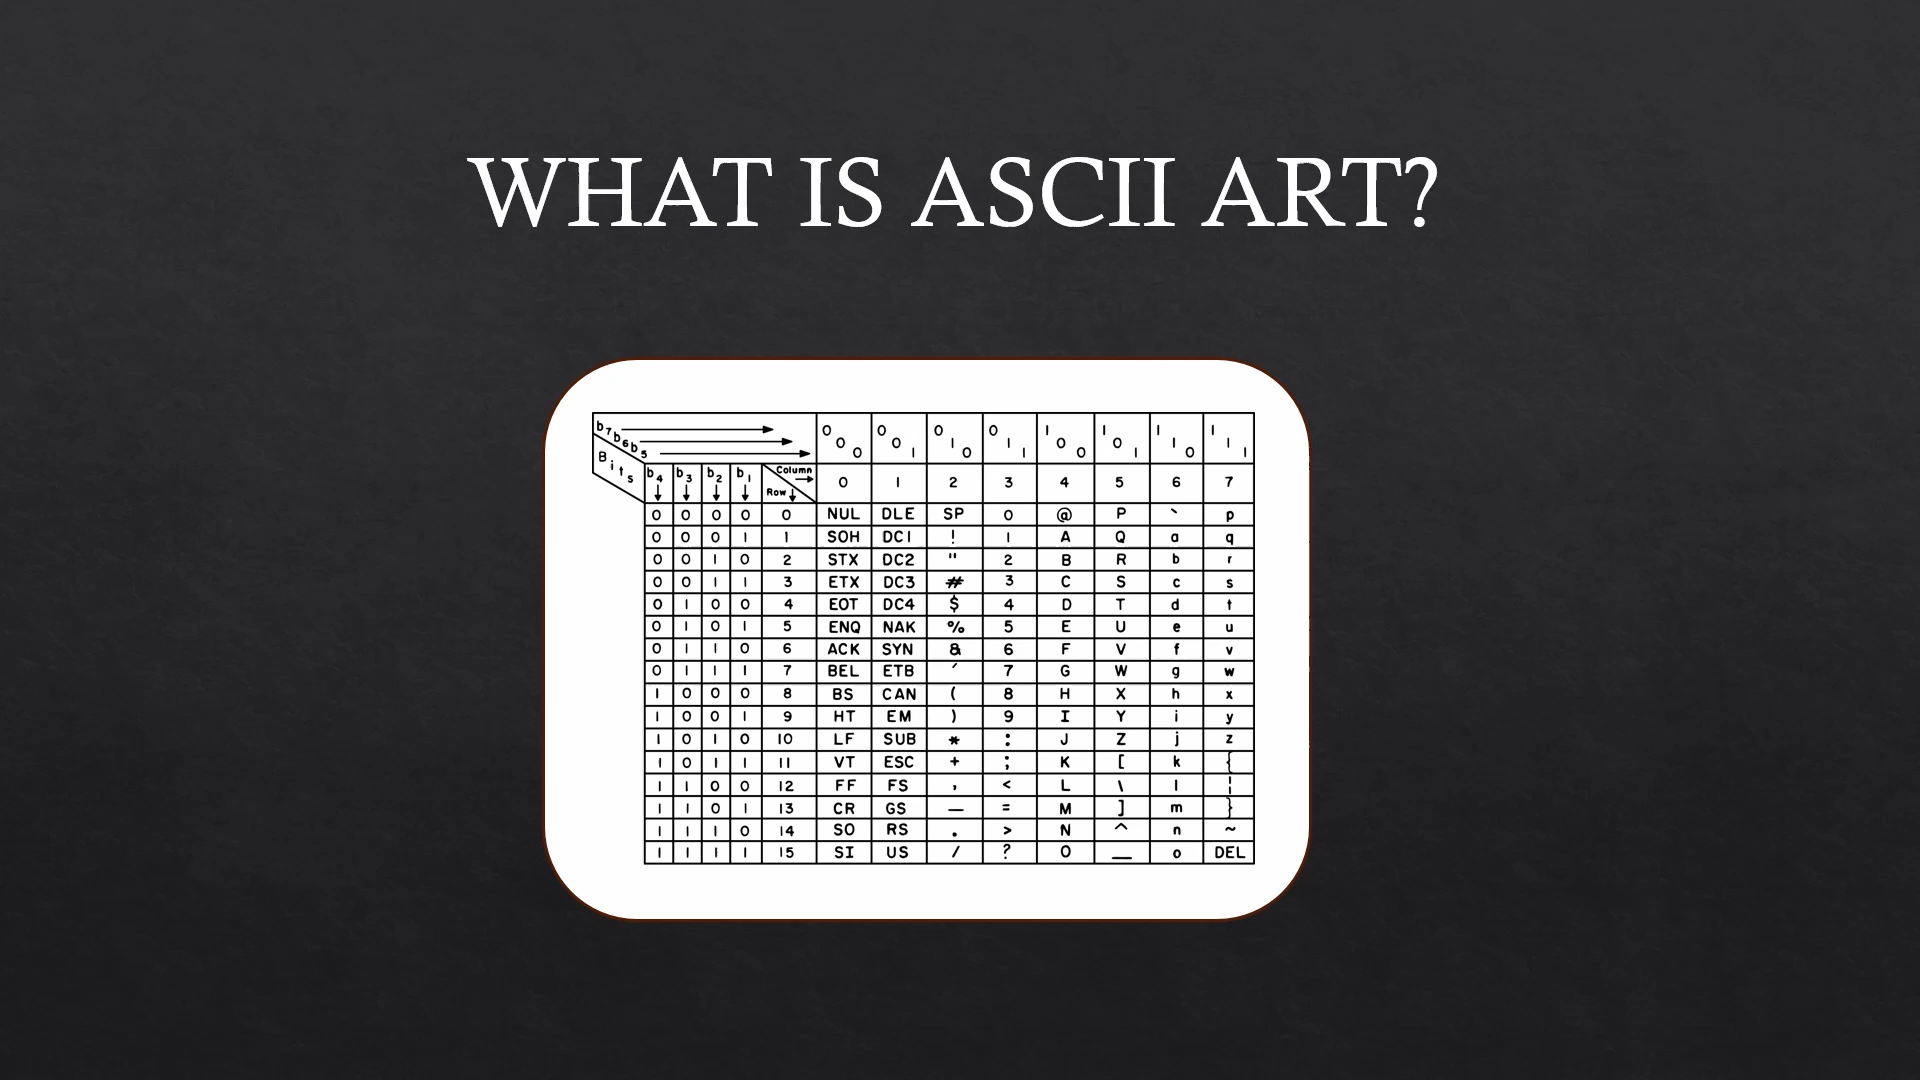 WHAT IS ASCII ART?
b7 b6 b5 0 0 0 0 0 1 0 1 0 0 1 1 1 0 0 1 0 1 1 1 0 1 1 1
Bits b4 b3 b2 b1 Column Row 0 1 2 3 4 5 6 7
0 0 0 0 0 NUL DLE SP 0 @ P ` p
0 0 0 1 1 SOH DC1 ! 1 A Q a q
0 0 1 0 2 STX DC2 " 2 B R b r
0 0 1 1 3 ETX DC3 # 3 C S c s
0 1 0 0 4 EOT DC4 $ 4 D T d t
0 1 0 1 5 ENQ NAK % 5 E U e u
0 1 1 0 6 ACK SYN & 6 F V f v
0 1 1 1 7 BEL ETB ´ 7 G W g w
1 0 0 0 8 BS CAN ( 8 H X h x
1 0 0 1 9 HT EM ) 9 I Y i y
1 0 1 0 10 LF SUB * : J Z j z
1 0 1 1 11 VT ESC + ; K [ k {
1 1 0 0 12 FF FS , < L \ l ¦
1 1 0 1 13 CR GS — = M ] m }
1 1 1 0 14 SO RS . > N ^ n ~
1 1 1 1 15 SI US / ? O _ o DEL